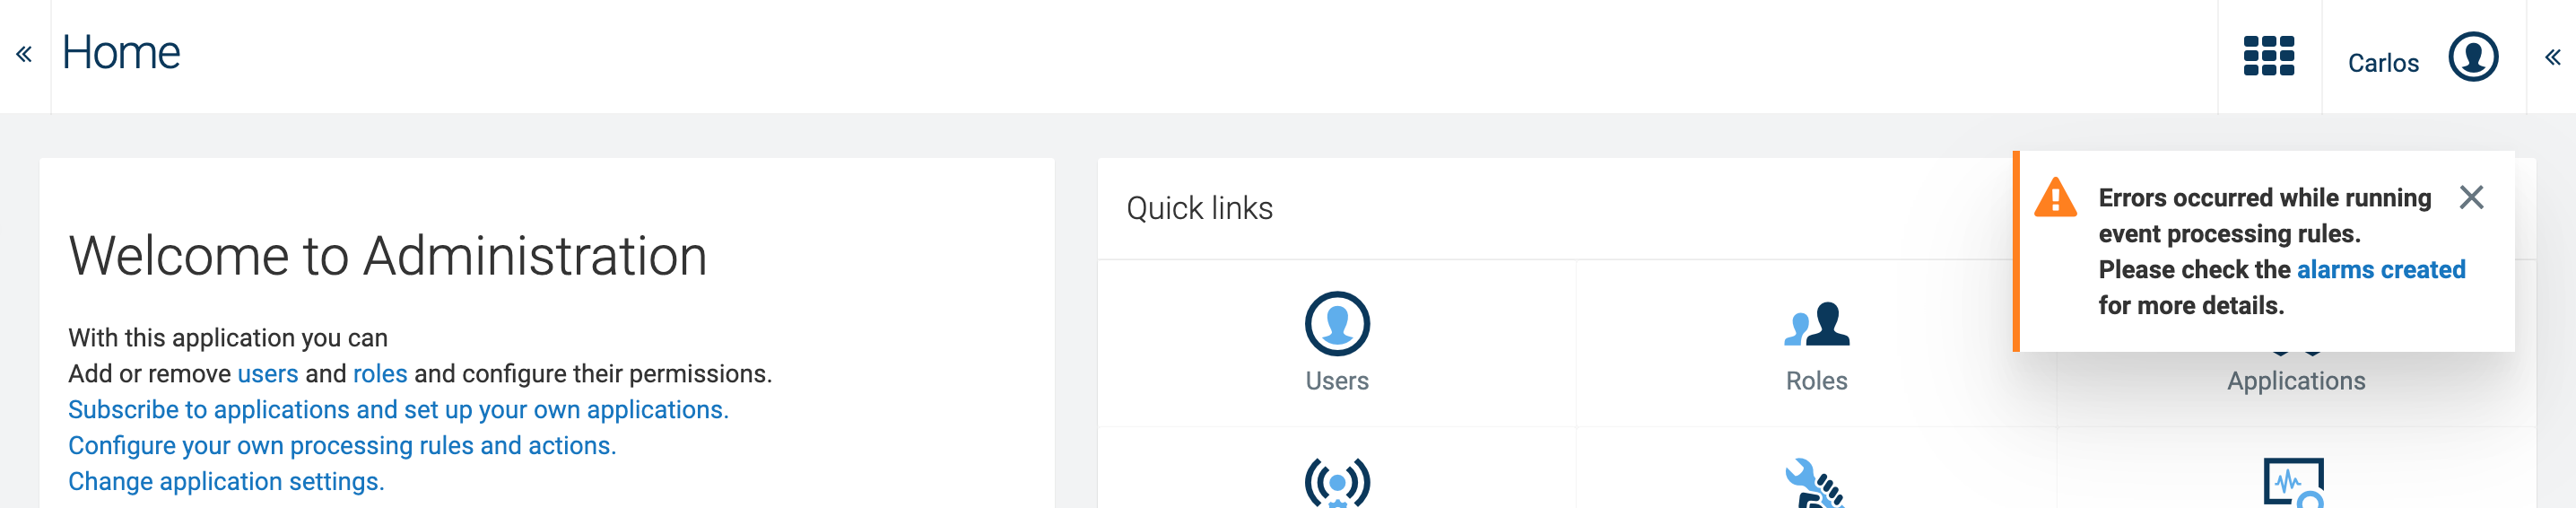 Home
Carlos
Welcome to Administration
With this application you can
Add or remove users and roles and configure their permissions.
Subscribe to applications and set up your own applications.
Configure your own processing rules and actions.
Change application settings.
Quick links
Users
Roles
Applications
Errors occurred while running
event processing rules.
Please check the alarms created
for more details.